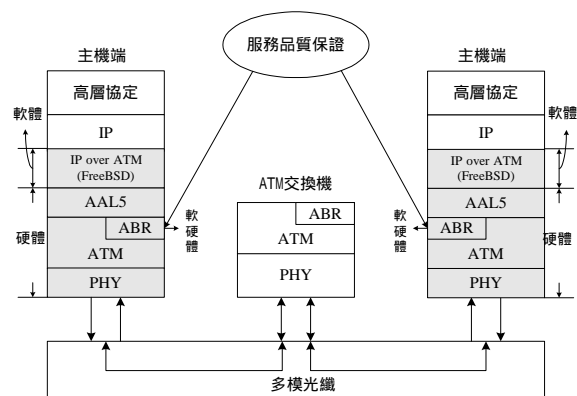 服務品質保證
主機端
高層協定
IP
IP over ATM
(FreeBSD)
AAL5
ABR
ATM
PHY
軟體
硬體
軟硬體
ATM交換機
ABR
ATM
PHY
主機端
高層協定
IP
IP over ATM
(FreeBSD)
AAL5
ABR
ATM
PHY
軟體
硬體
軟硬體
多模光纖